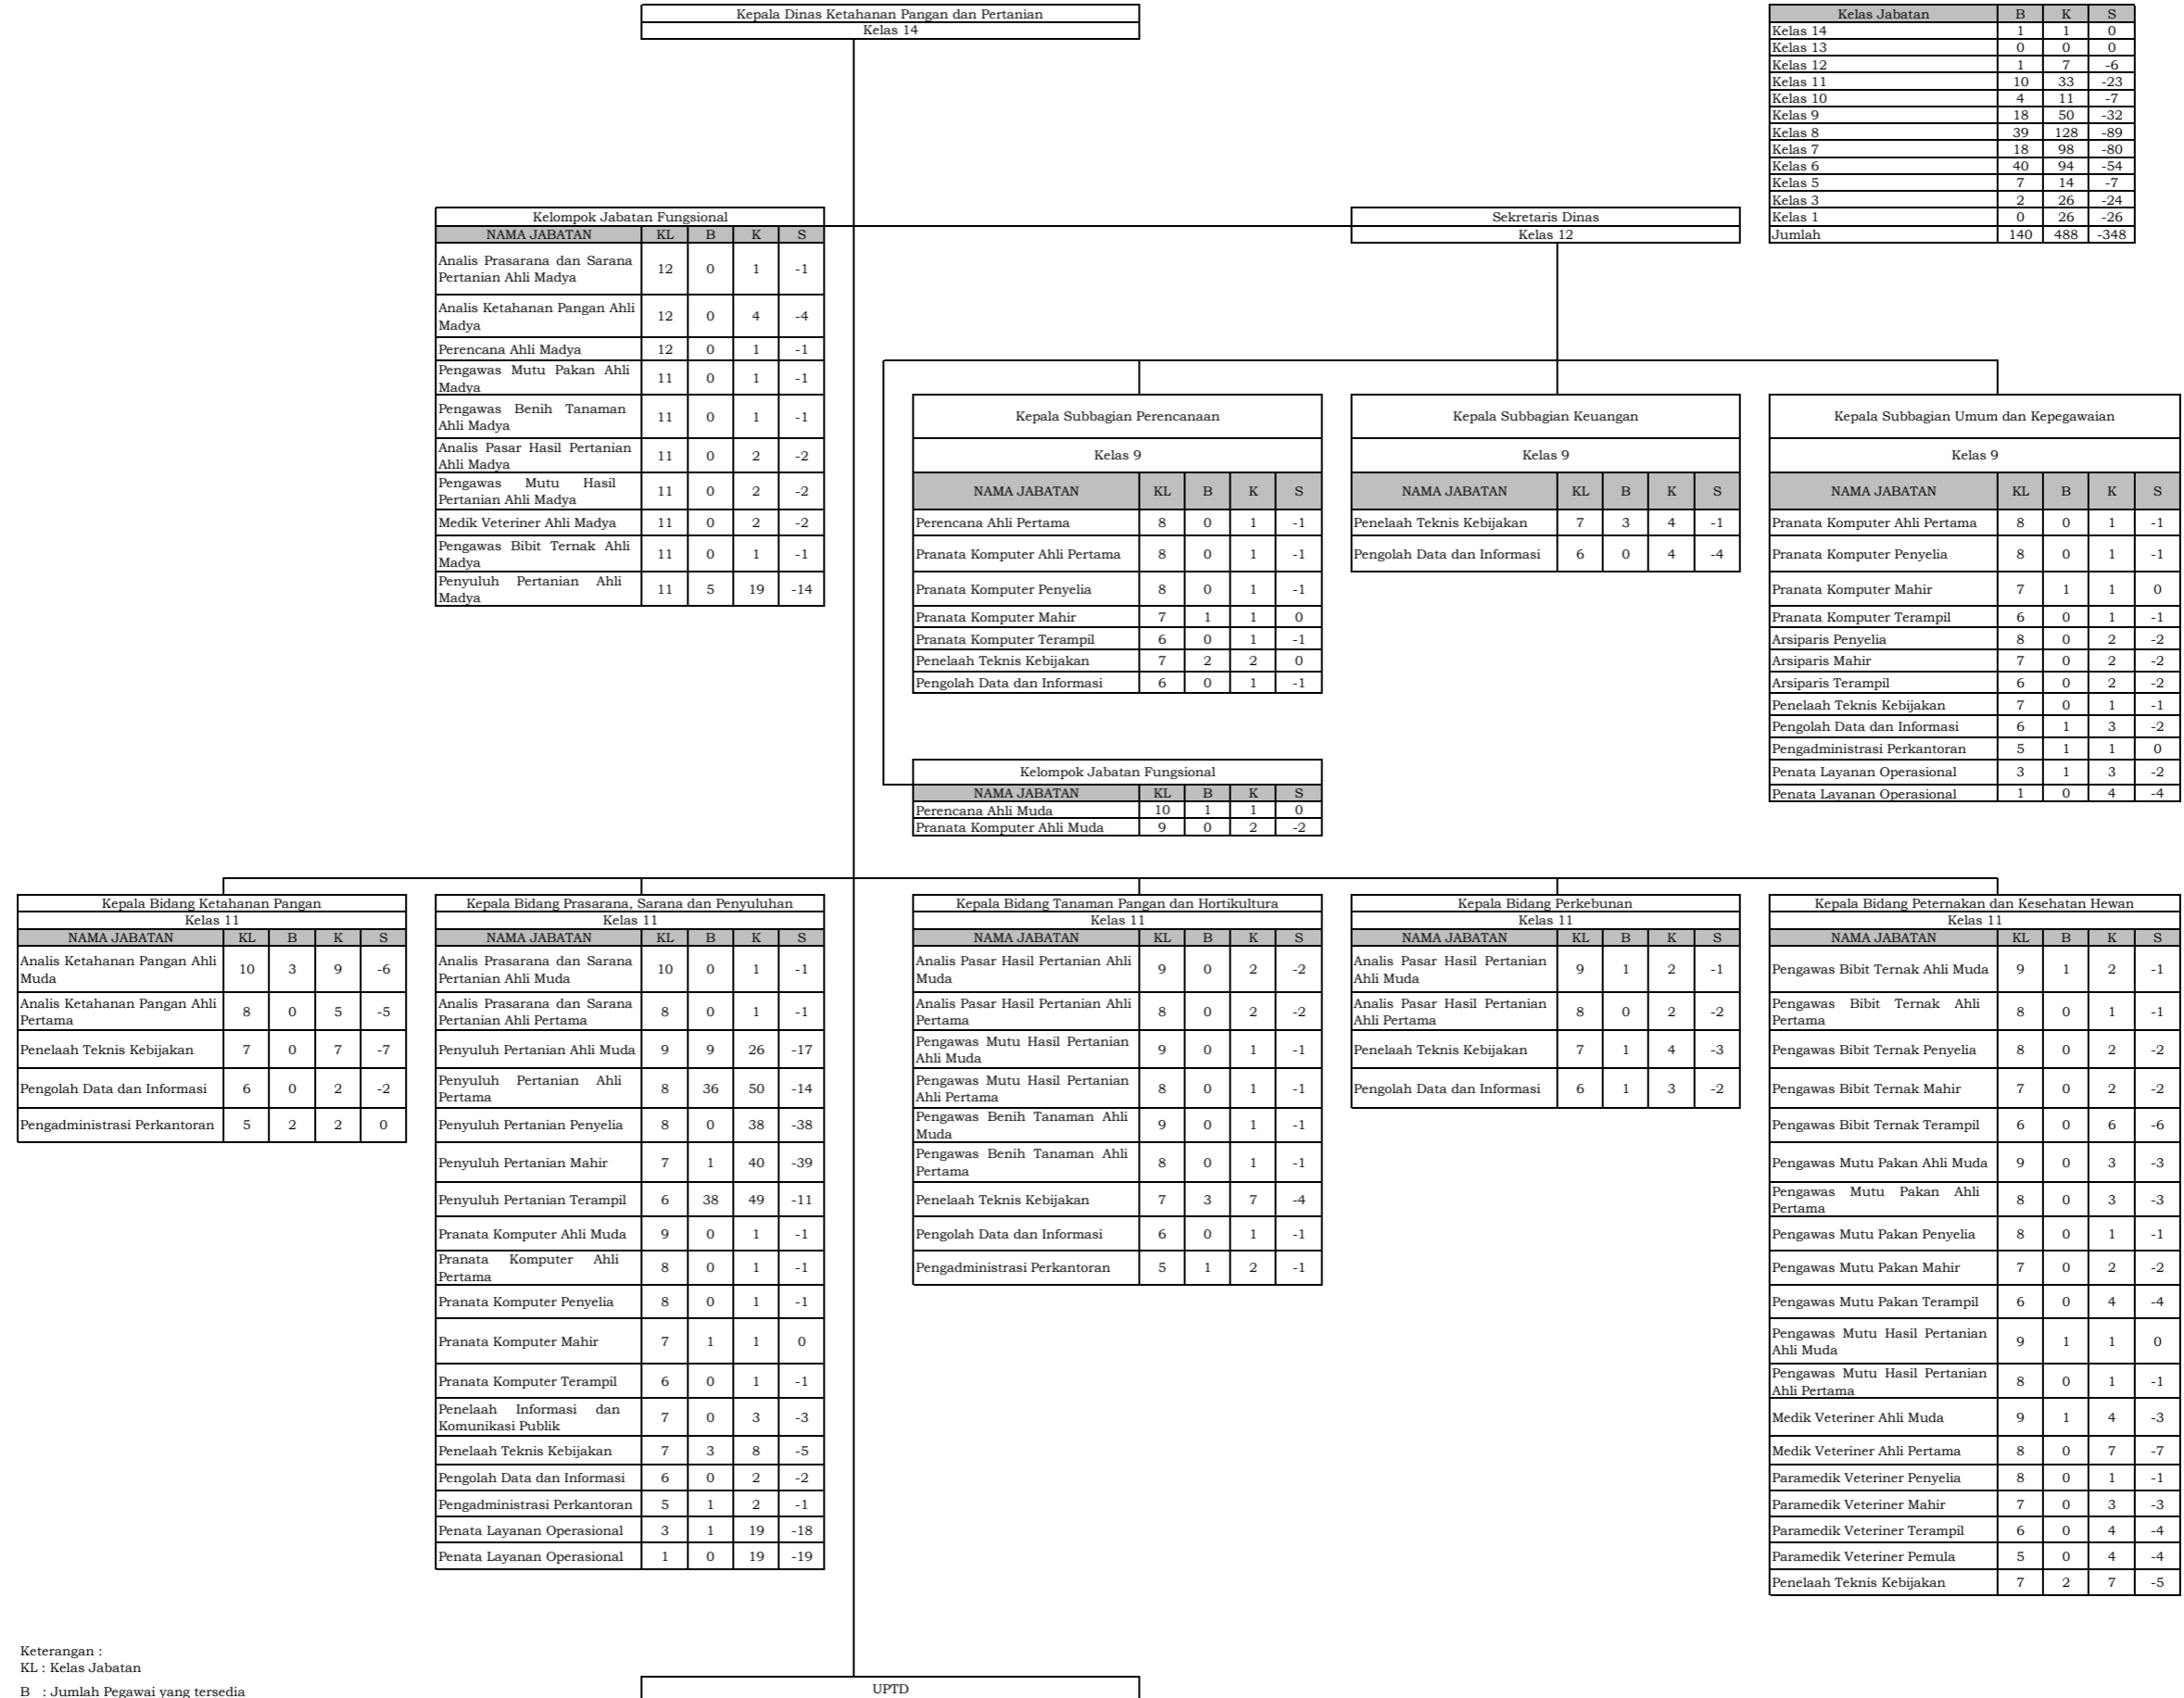 Kepala Dinas Ketahanan Pangan dan Pertanian
Kelas 14
Kelas Jabatan B K S
Kelas 14 1 1 0
Kelas 13 0 0 0
Kelas 12 1 7 -6
Kelas 11 10 33 -23
Kelas 10 4 11 -7
Kelas 9 18 50 -32
Kelas 8 39 128 -89
Kelas 7 18 98 -80
Kelas 6 40 94 -54
Kelas 5 7 14 -7
Kelas 3 2 26 -24
Kelas 1 0 26 -26
Jumlah 140 488 -348
Kelompok Jabatan Fungsional
NAMA JABATAN KL B K S
Analis Prasarana dan Sarana
Pertanian Ahli Madya 12 0 1 -1
Analis Ketahanan Pangan Ahli
Madya 12 0 4 -4
Perencana Ahli Madya 12 0 1 -1
Pengawas Mutu Pakan Ahli
Madya 11 0 1 -1
Pengawas Benih Tanaman
Ahli Madya 11 0 1 -1
Analis Pasar Hasil Pertanian
Ahli Madya 11 0 2 -2
Pengawas Mutu Hasil
Pertanian Ahli Madya 11 0 2 -2
Medik Veteriner Ahli Madya 11 0 2 -2
Pengawas Bibit Ternak Ahli
Madya 11 0 1 -1
Penyuluh Pertanian Ahli
Madya 11 5 19 -14
Sekretaris Dinas
Kelas 12
Kepala Subbagian Perencanaan
Kelas 9
NAMA JABATAN KL B K S
Perencana Ahli Pertama 8 0 1 -1
Pranata Komputer Ahli Pertama 8 0 1 -1
Pranata Komputer Penyelia 8 0 1 -1
Pranata Komputer Mahir 7 1 1 0
Pranata Komputer Terampil 6 0 1 -1
Penelaah Teknis Kebijakan 7 2 2 0
Pengolah Data dan Informasi 6 0 1 -1
Kepala Subbagian Keuangan
Kelas 9
NAMA JABATAN KL B K S
Penelaah Teknis Kebijakan 7 3 4 -1
Pengolah Data dan Informasi 6 0 4 -4
Kepala Subbagian Umum dan Kepegawaian
Kelas 9
NAMA JABATAN KL B K S
Pranata Komputer Ahli Pertama 8 0 1 -1
Pranata Komputer Penyelia 8 0 1 -1
Pranata Komputer Mahir 7 1 1 0
Pranata Komputer Terampil 6 0 1 -1
Arsiparis Penyelia 8 0 2 -2
Arsiparis Mahir 7 0 2 -2
Arsiparis Terampil 6 0 2 -2
Penelaah Teknis Kebijakan 7 0 1 -1
Pengolah Data dan Informasi 6 1 3 -2
Pengadministrasi Perkantoran 5 1 1 0
Penata Layanan Operasional 3 1 3 -2
Penata Layanan Operasional 1 0 4 -4
Kelompok Jabatan Fungsional
NAMA JABATAN KL B K S
Perencana Ahli Muda 10 1 1 0
Pranata Komputer Ahli Muda 9 0 2 -2
Kepala Bidang Ketahanan Pangan
Kelas 11
NAMA JABATAN KL B K S
Analis Ketahanan Pangan Ahli
Muda 10 3 9 -6
Analis Ketahanan Pangan Ahli
Pertama 8 0 5 -5
Penelaah Teknis Kebijakan 7 0 7 -7
Pengolah Data dan Informasi 6 0 2 -2
Pengadministrasi Perkantoran 5 2 2 0
Kepala Bidang Prasarana, Sarana dan Penyuluhan
Kelas 11
NAMA JABATAN KL B K S
Analis Prasarana dan Sarana
Pertanian Ahli Muda 10 0 1 -1
Analis Prasarana dan Sarana
Pertanian Ahli Pertama 8 0 1 -1
Penyuluh Pertanian Ahli Muda 9 9 26 -17
Penyuluh Pertanian Ahli
Pertama 8 36 50 -14
Penyuluh Pertanian Penyelia 8 0 38 -38
Penyuluh Pertanian Mahir 7 1 40 -39
Penyuluh Pertanian Terampil 6 38 49 -11
Pranata Komputer Ahli Muda 9 0 1 -1
Pranata Komputer Ahli
Pertama 8 0 1 -1
Pranata Komputer Penyelia 8 0 1 -1
Pranata Komputer Mahir 7 1 1 0
Pranata Komputer Terampil 6 0 1 -1
Penelaah Informasi dan
Komunikasi Publik 7 0 3 -3
Penelaah Teknis Kebijakan 7 3 8 -5
Pengolah Data dan Informasi 6 0 2 -2
Pengadministrasi Perkantoran 5 1 2 -1
Penata Layanan Operasional 3 1 19 -18
Penata Layanan Operasional 1 0 19 -19
Kepala Bidang Tanaman Pangan dan Hortikultura
Kelas 11
NAMA JABATAN KL B K S
Analis Pasar Hasil Pertanian Ahli
Muda 9 0 2 -2
Analis Pasar Hasil Pertanian Ahli
Pertama 8 0 2 -2
Pengawas Mutu Hasil Pertanian
Ahli Muda 9 0 1 -1
Pengawas Mutu Hasil Pertanian
Ahli Pertama 8 0 1 -1
Pengawas Benih Tanaman Ahli
Muda 9 0 1 -1
Pengawas Benih Tanaman Ahli
Pertama 8 0 1 -1
Penelaah Teknis Kebijakan 7 3 7 -4
Pengolah Data dan Informasi 6 0 1 -1
Pengadministrasi Perkantoran 5 1 2 -1
Kepala Bidang Perkebunan
Kelas 11
NAMA JABATAN KL B K S
Analis Pasar Hasil Pertanian
Ahli Muda 9 1 2 -1
Analis Pasar Hasil Pertanian
Ahli Pertama 8 0 2 -2
Penelaah Teknis Kebijakan 7 1 4 -3
Pengolah Data dan Informasi 6 1 3 -2
Kepala Bidang Peternakan dan Kesehatan Hewan
Kelas 11
NAMA JABATAN KL B K S
Pengawas Bibit Ternak Ahli Muda 9 1 2 -1
Pengawas Bibit Ternak Ahli
Pertama 8 0 1 -1
Pengawas Bibit Ternak Penyelia 8 0 2 -2
Pengawas Bibit Ternak Mahir 7 0 2 -2
Pengawas Bibit Ternak Terampil 6 0 6 -6
Pengawas Mutu Pakan Ahli Muda 9 0 3 -3
Pengawas Mutu Pakan Ahli
Pertama 8 0 3 -3
Pengawas Mutu Pakan Penyelia 8 0 1 -1
Pengawas Mutu Pakan Mahir 7 0 2 -2
Pengawas Mutu Pakan Terampil 6 0 4 -4
Pengawas Mutu Hasil Pertanian
Ahli Muda 9 1 1 0
Pengawas Mutu Hasil Pertanian
Ahli Pertama 8 0 1 -1
Medik Veteriner Ahli Muda 9 1 4 -3
Medik Veteriner Ahli Pertama 8 0 7 -7
Paramedik Veteriner Penyelia 8 0 1 -1
Paramedik Veteriner Mahir 7 0 3 -3
Paramedik Veteriner Terampil 6 0 4 -4
Paramedik Veteriner Pemula 5 0 4 -4
Penelaah Teknis Kebijakan 7 2 7 -5
Keterangan :
KL : Kelas Jabatan
B : Jumlah Pegawai yang tersedia
UPTD